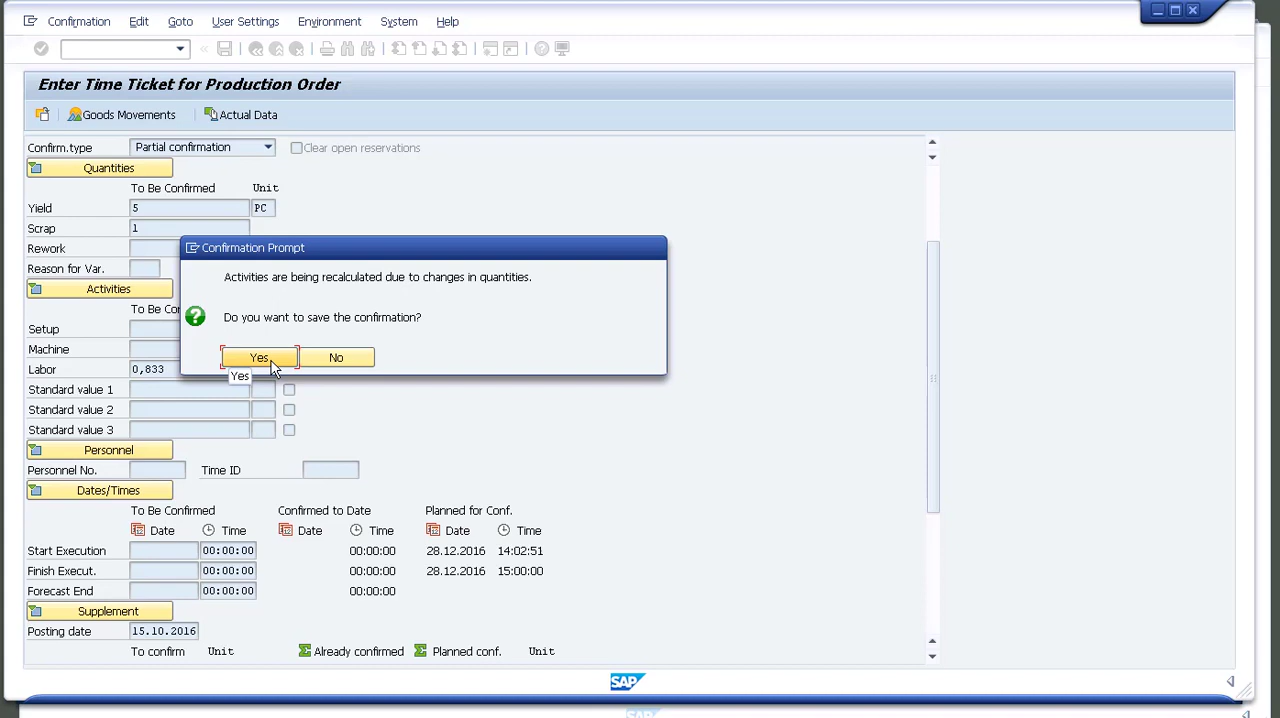 Confirmation Edit Goto User Settings Environment System Help
Enter Time Ticket for Production Order
Goods Movements Actual Data
Confirm.type Partial confirmation Clear open reservations
Quantities
To Be Confirmed Unit
Yield 5 PC
Scrap 1
Rework
Confirmation Prompt
Activities are being recalculated due to changes in quantities.
Do you want to save the confirmation?
Yes No
Yes
Reason for Var.
Activities
To Be Co
Setup
Machine
Labor 0,833
Standard value 1
Standard value 2
Standard value 3
Personnel
Personnel No. Time ID
Dates/Times
To Be Confirmed Confirmed to Date Planned for Conf.
Date Time Date Time Date Time
Start Execution 00:00:00 00:00:00 28.12.2016 14:02:51
Finish Execut. 00:00:00 00:00:00 28.12.2016 15:00:00
Forecast End 00:00:00 00:00:00
Supplement
Posting date 15.10.2016
To confirm Unit Already confirmed Planned conf. Unit
SAP